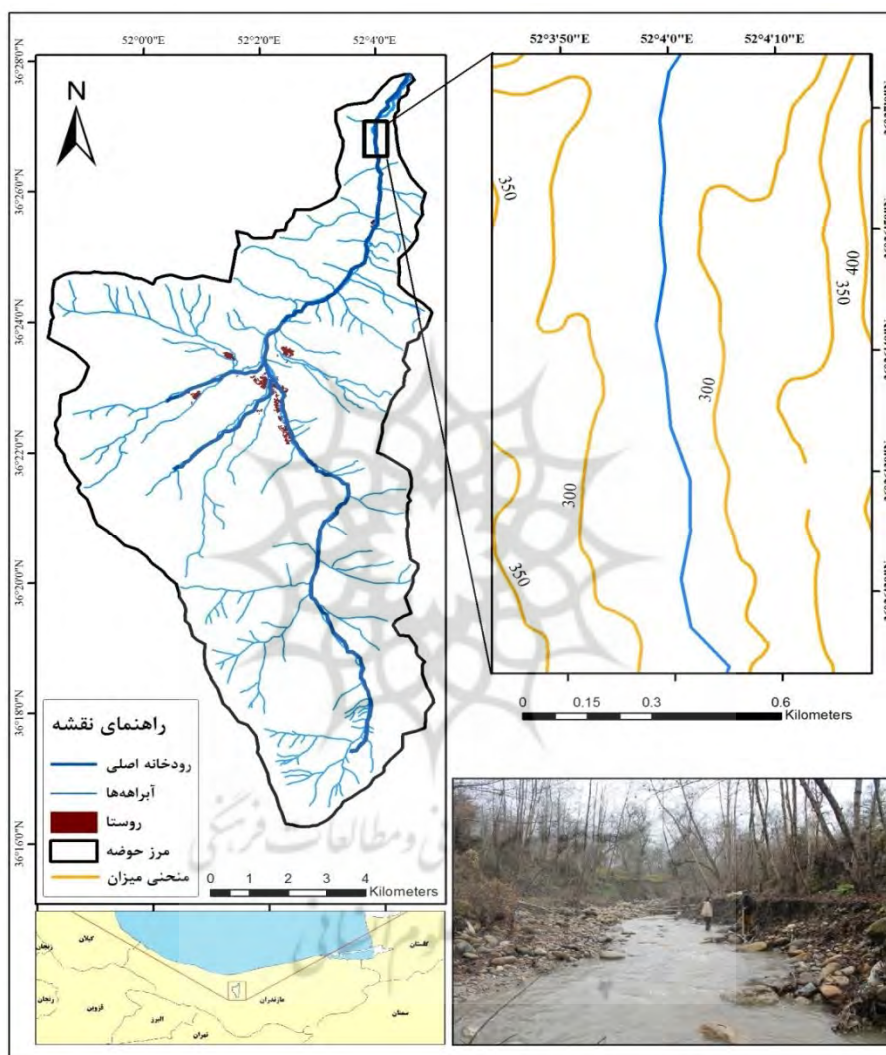 52°0'0"E
52°2'0"E
52°4'0"E
36°28'0"N
36°26'0"N
36°24'0"N
36°22'0"N
36°20'0"N
36°18'0"N
36°16'0"N
N
راهنمای نقشه
رودخانه اصلی
آبراهه‌ها
روستا
مرز حوضه
منحنی میزان
0 1 2 3 4
Kilometers
52°3'50"E
52°4'0"E
52°4'10"E
350
400
350
300
300
350
0 0.15 0.3 0.6
Kilometers
نی و مطالعات فرهنگی
گیلان
زنجان
زنجان
قزوین
البرز
تهران
مازندران
گلستان
سمنان